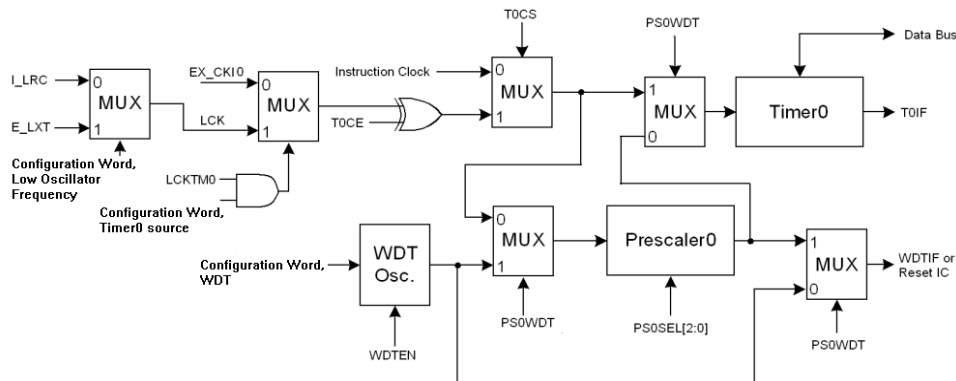 T0CS
PS0WDT
Data Bus
I_LRC
0
EX_CKI0
0
Instruction Clock
0
MUX
1
MUX
Timer0
T0IF
MUX
MUX
E_LXT
1
LCK
1
T0CE
1
0
Configuration Word,
Low Oscillator
Frequency
LCKTM0
Configuration Word,
Timer0 source
0
MUX
1
Prescaler0
1
MUX
0
WDTIF or
Reset IC
Configuration Word,
WDT
WDT
Osc.
PS0WDT
PS0SEL[2:0]
PS0WDT
WDTEN